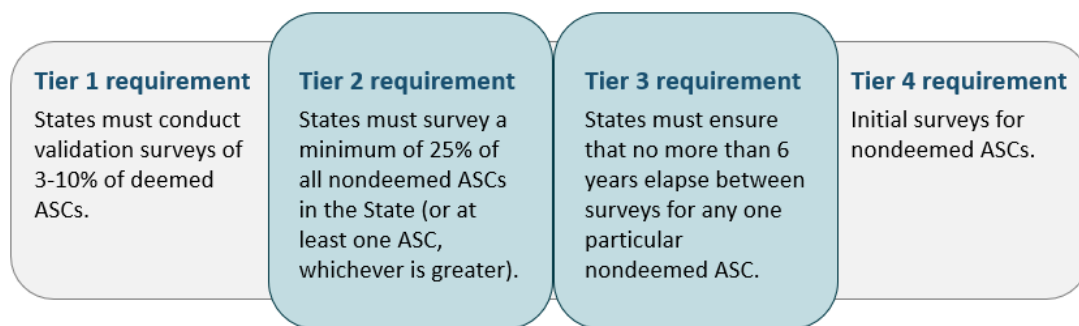 Tier 1 requirement
States must conduct
validation surveys of
3-10% of deemed
ASCs.
Tier 2 requirement
States must survey a
minimum of 25% of
all nondeemed ASCs
in the State (or at
least one ASC,
whichever is greater).
Tier 3 requirement
States must ensure
that no more than 6
years elapse between
surveys for any one
particular
nondeemed ASC.
Tier 4 requirement
Initial surveys for
nondeemed ASCs.